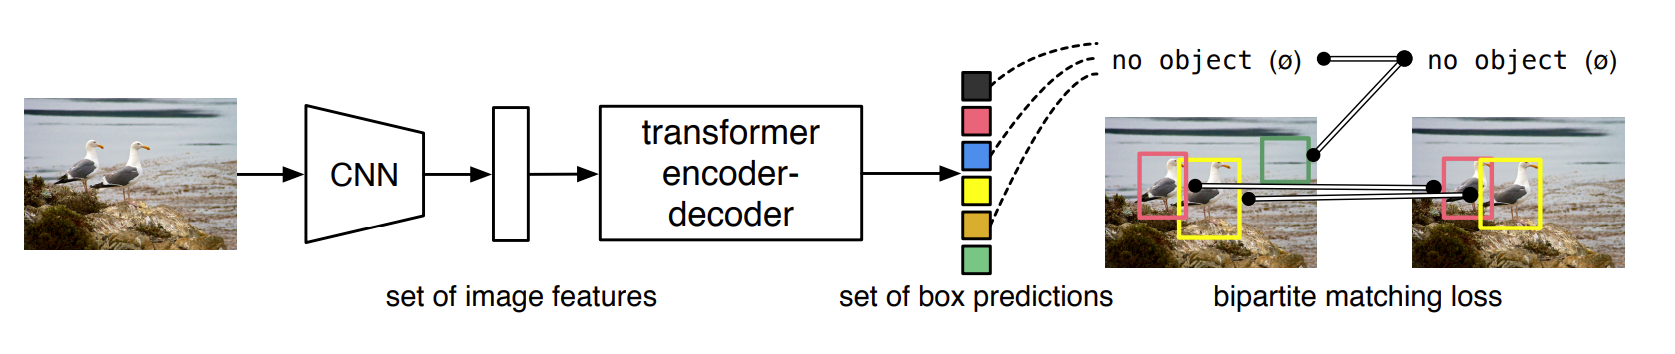 no object (ø)
no object (ø)
CNN
transformer
encoder-
decoder
set of image features
set of box predictions
bipartite matching loss